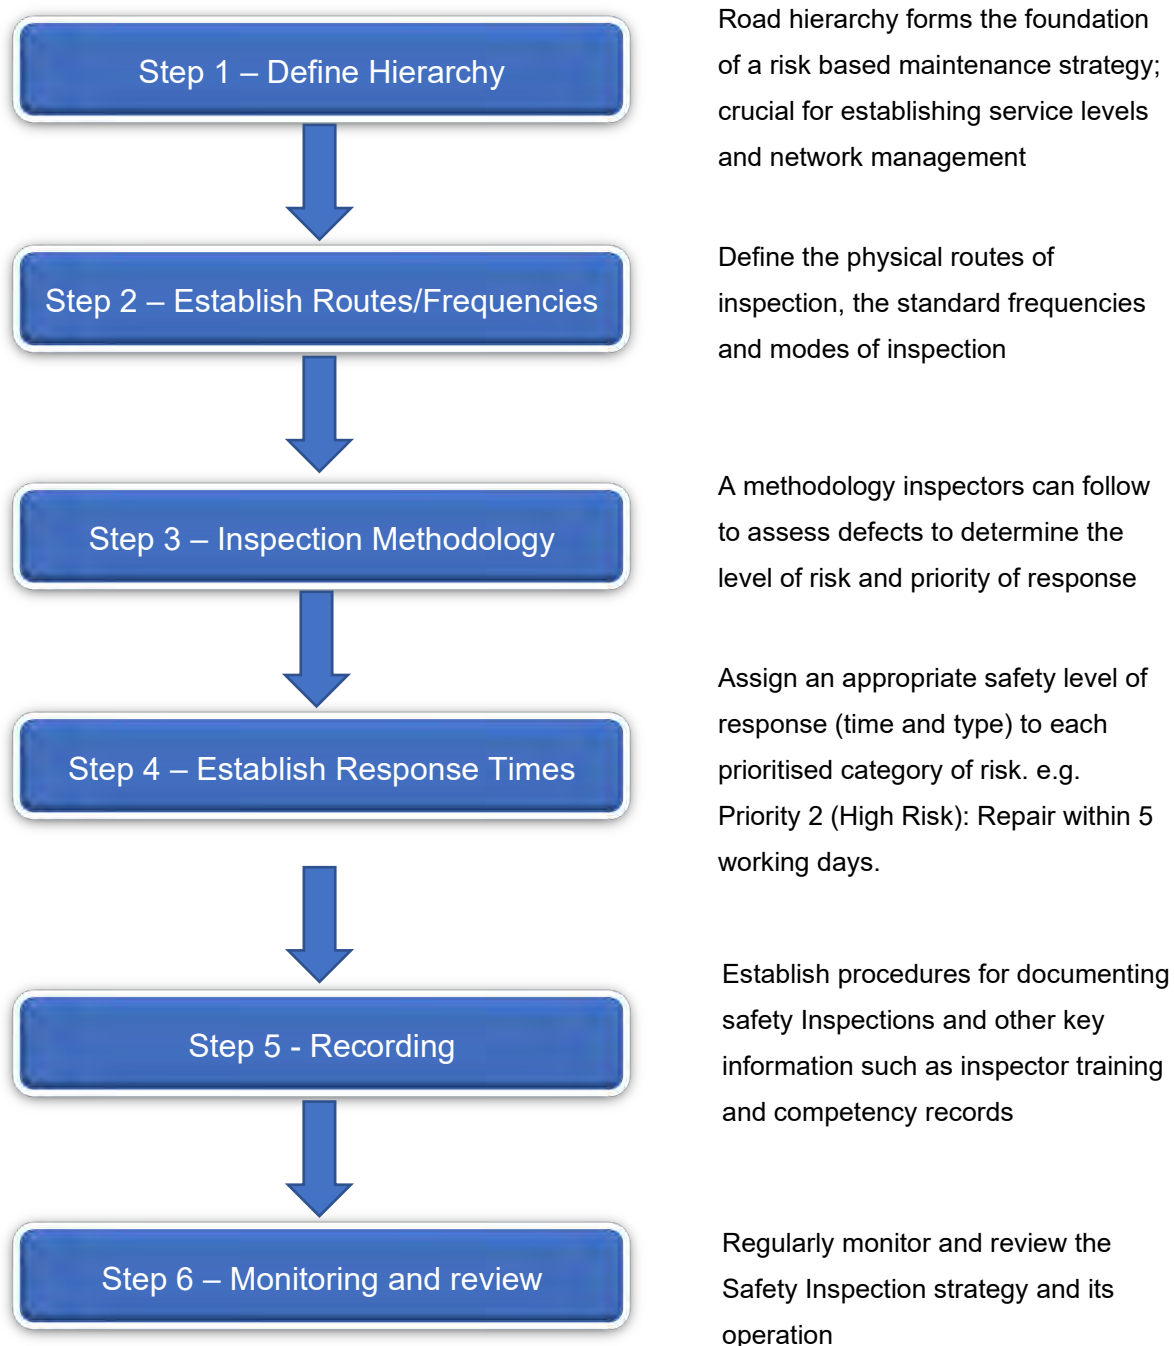 Step 1 – Define Hierarchy
Road hierarchy forms the foundation
of a risk based maintenance strategy;
crucial for establishing service levels
and network management
Step 2 – Establish Routes/Frequencies
Define the physical routes of
inspection, the standard frequencies
and modes of inspection
Step 3 – Inspection Methodology
A methodology inspectors can follow
to assess defects to determine the
level of risk and priority of response
Step 4 – Establish Response Times
Assign an appropriate safety level of
response (time and type) to each
prioritised category of risk. e.g.
Priority 2 (High Risk): Repair within 5
working days.
Step 5 - Recording
Establish procedures for documenting
safety Inspections and other key
information such as inspector training
and competency records
Step 6 – Monitoring and review
Regularly monitor and review the
Safety Inspection strategy and its
operation